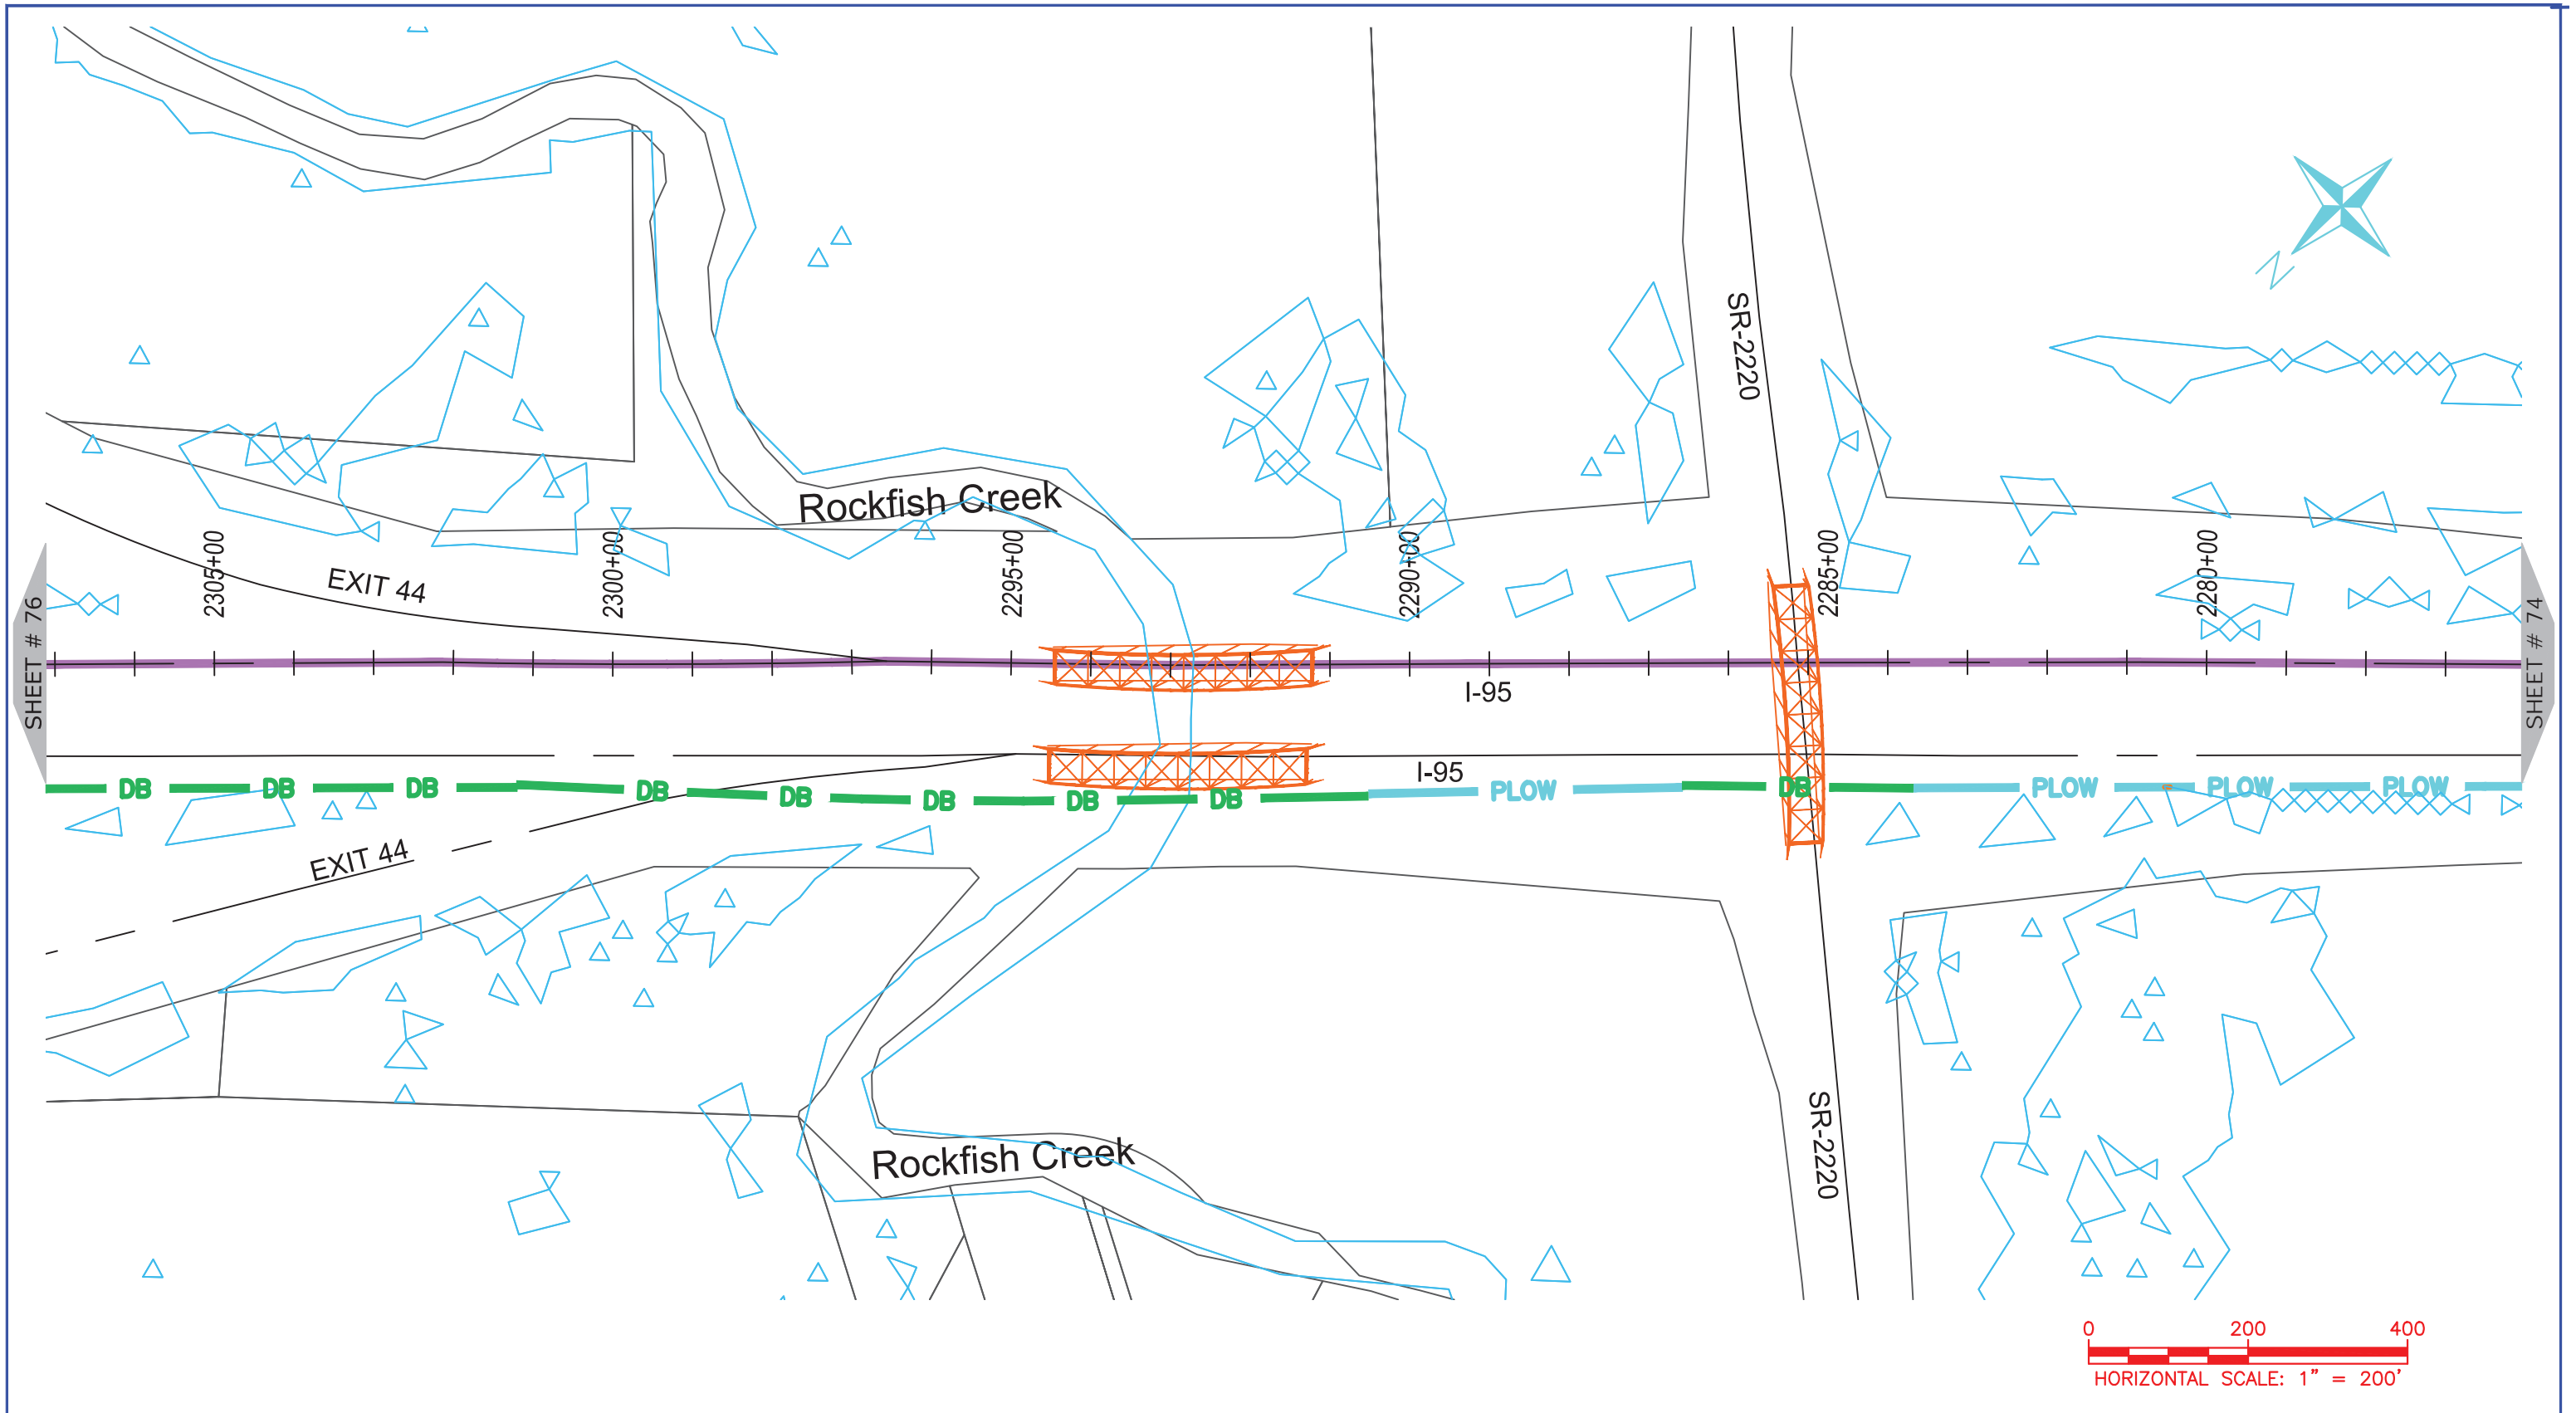 N
SR-2220
Rockfish Creek
2305+00
2300+00
2295+00
2290+00
2285+00
2280+00
EXIT 44
SHEET # 76
SHEET # 74
I-95
I-95
DB DB DB DB DB DB DB DB PLOW DB PLOW PLOW PLOW
EXIT 44
Rockfish Creek
SR-2220
0 200 400
HORIZONTAL SCALE: 1” = 200’